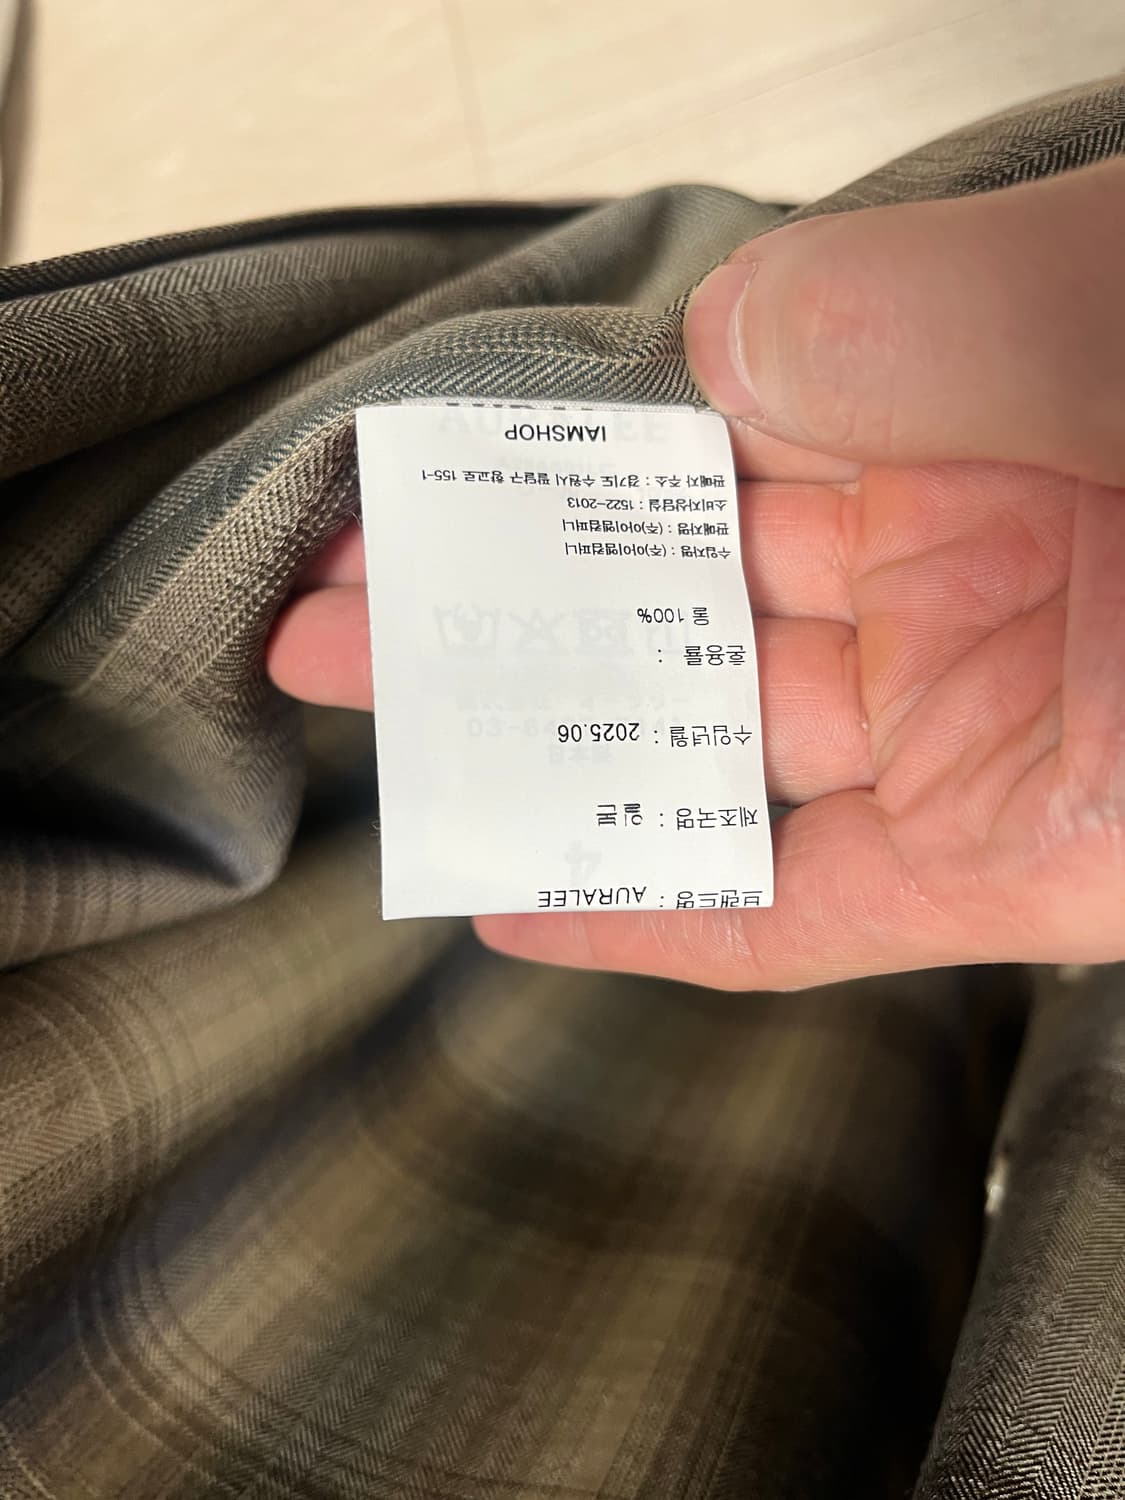 브랜드명 : AURALEE
제조국명 : 일본
수입년월 : 2025.06
혼용률 :
울 100%
수입자명 : (주)아이엠컴퍼니
판매자명 : (주)아이엠컴퍼니
소비자상담실 : 1522-2013
판매자 주소 : 경기도 수원시 팔달구 향교로 155-1
IAMSHOP